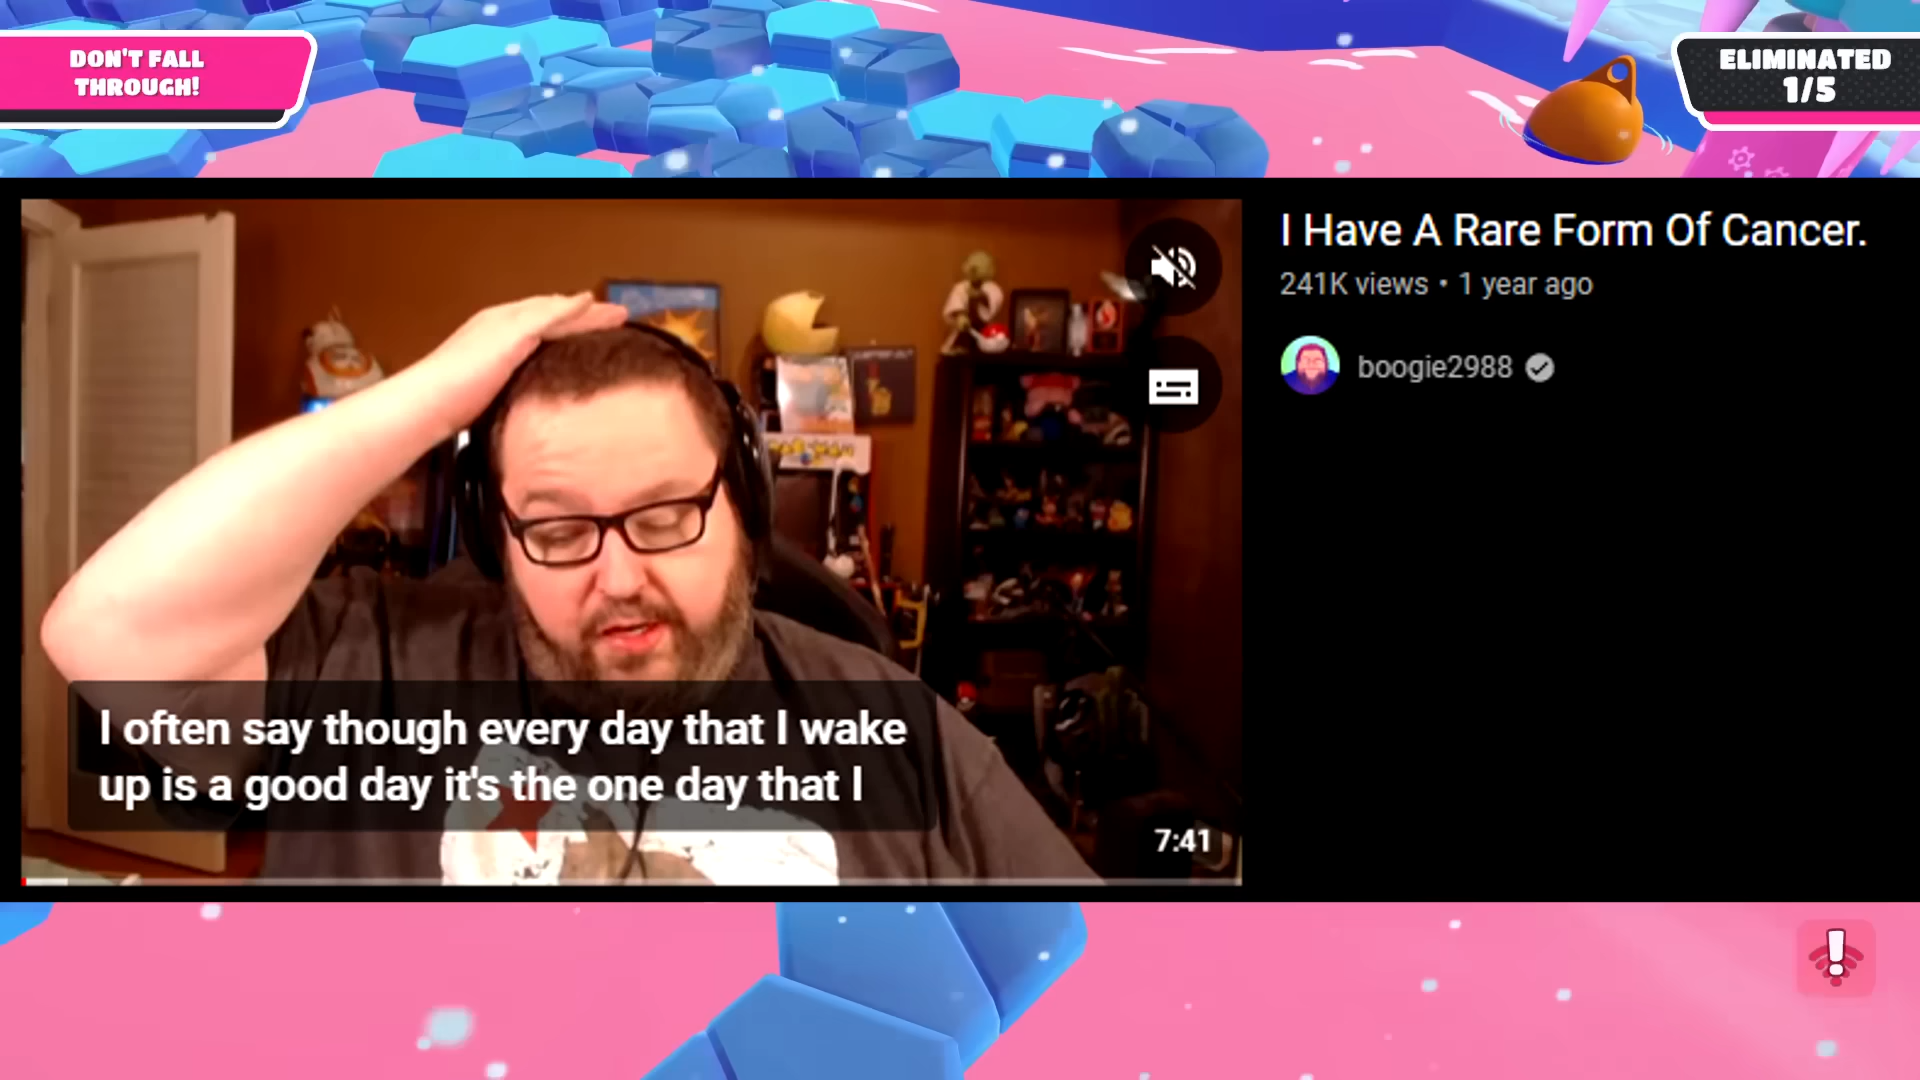 DON'T FALL
THROUGH!
ELIMINATED
1/5
I Have A Rare Form Of Cancer.
241K views • 1 year ago
boogie2988
I often say though every day that I wake
up is a good day it's the one day that I
7:41